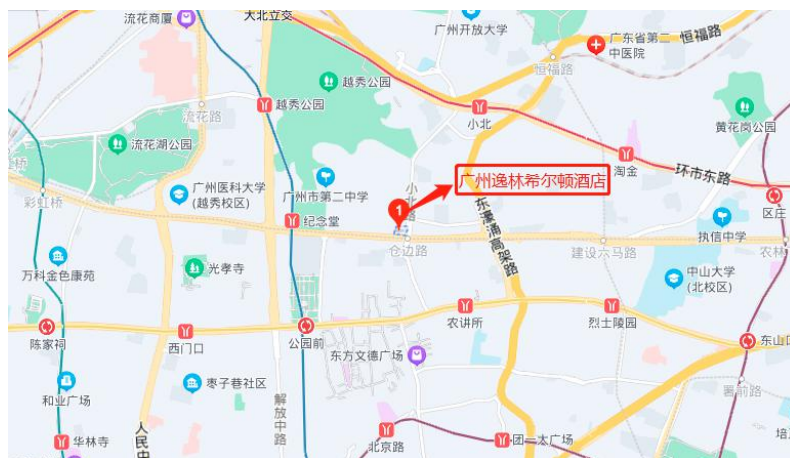 流花商厦
大北立交
广州开放大学
广东省第二
中医院
恒福路
恒福路
越秀公园
越秀公园
流花路
小北
黄花岗公园
流花湖公园
淘金
环市东路
广州逸林希尔顿酒店
广州医科大学
(越秀校区)
广州市第二中学
小北路
1
彩虹桥
纪念堂
东濠涌高架路
区庄
执信中学
仓边路
建设六马路
农林
万科金色康苑
光孝寺
中山大学
(北校区)
陈家祠
西门口
公园前
农讲所
烈士陵园
东山口
东方文德广场
枣子巷社区
和业广场
解放中路
署前路
人民中
华林寺
北京路
团一大广场
培